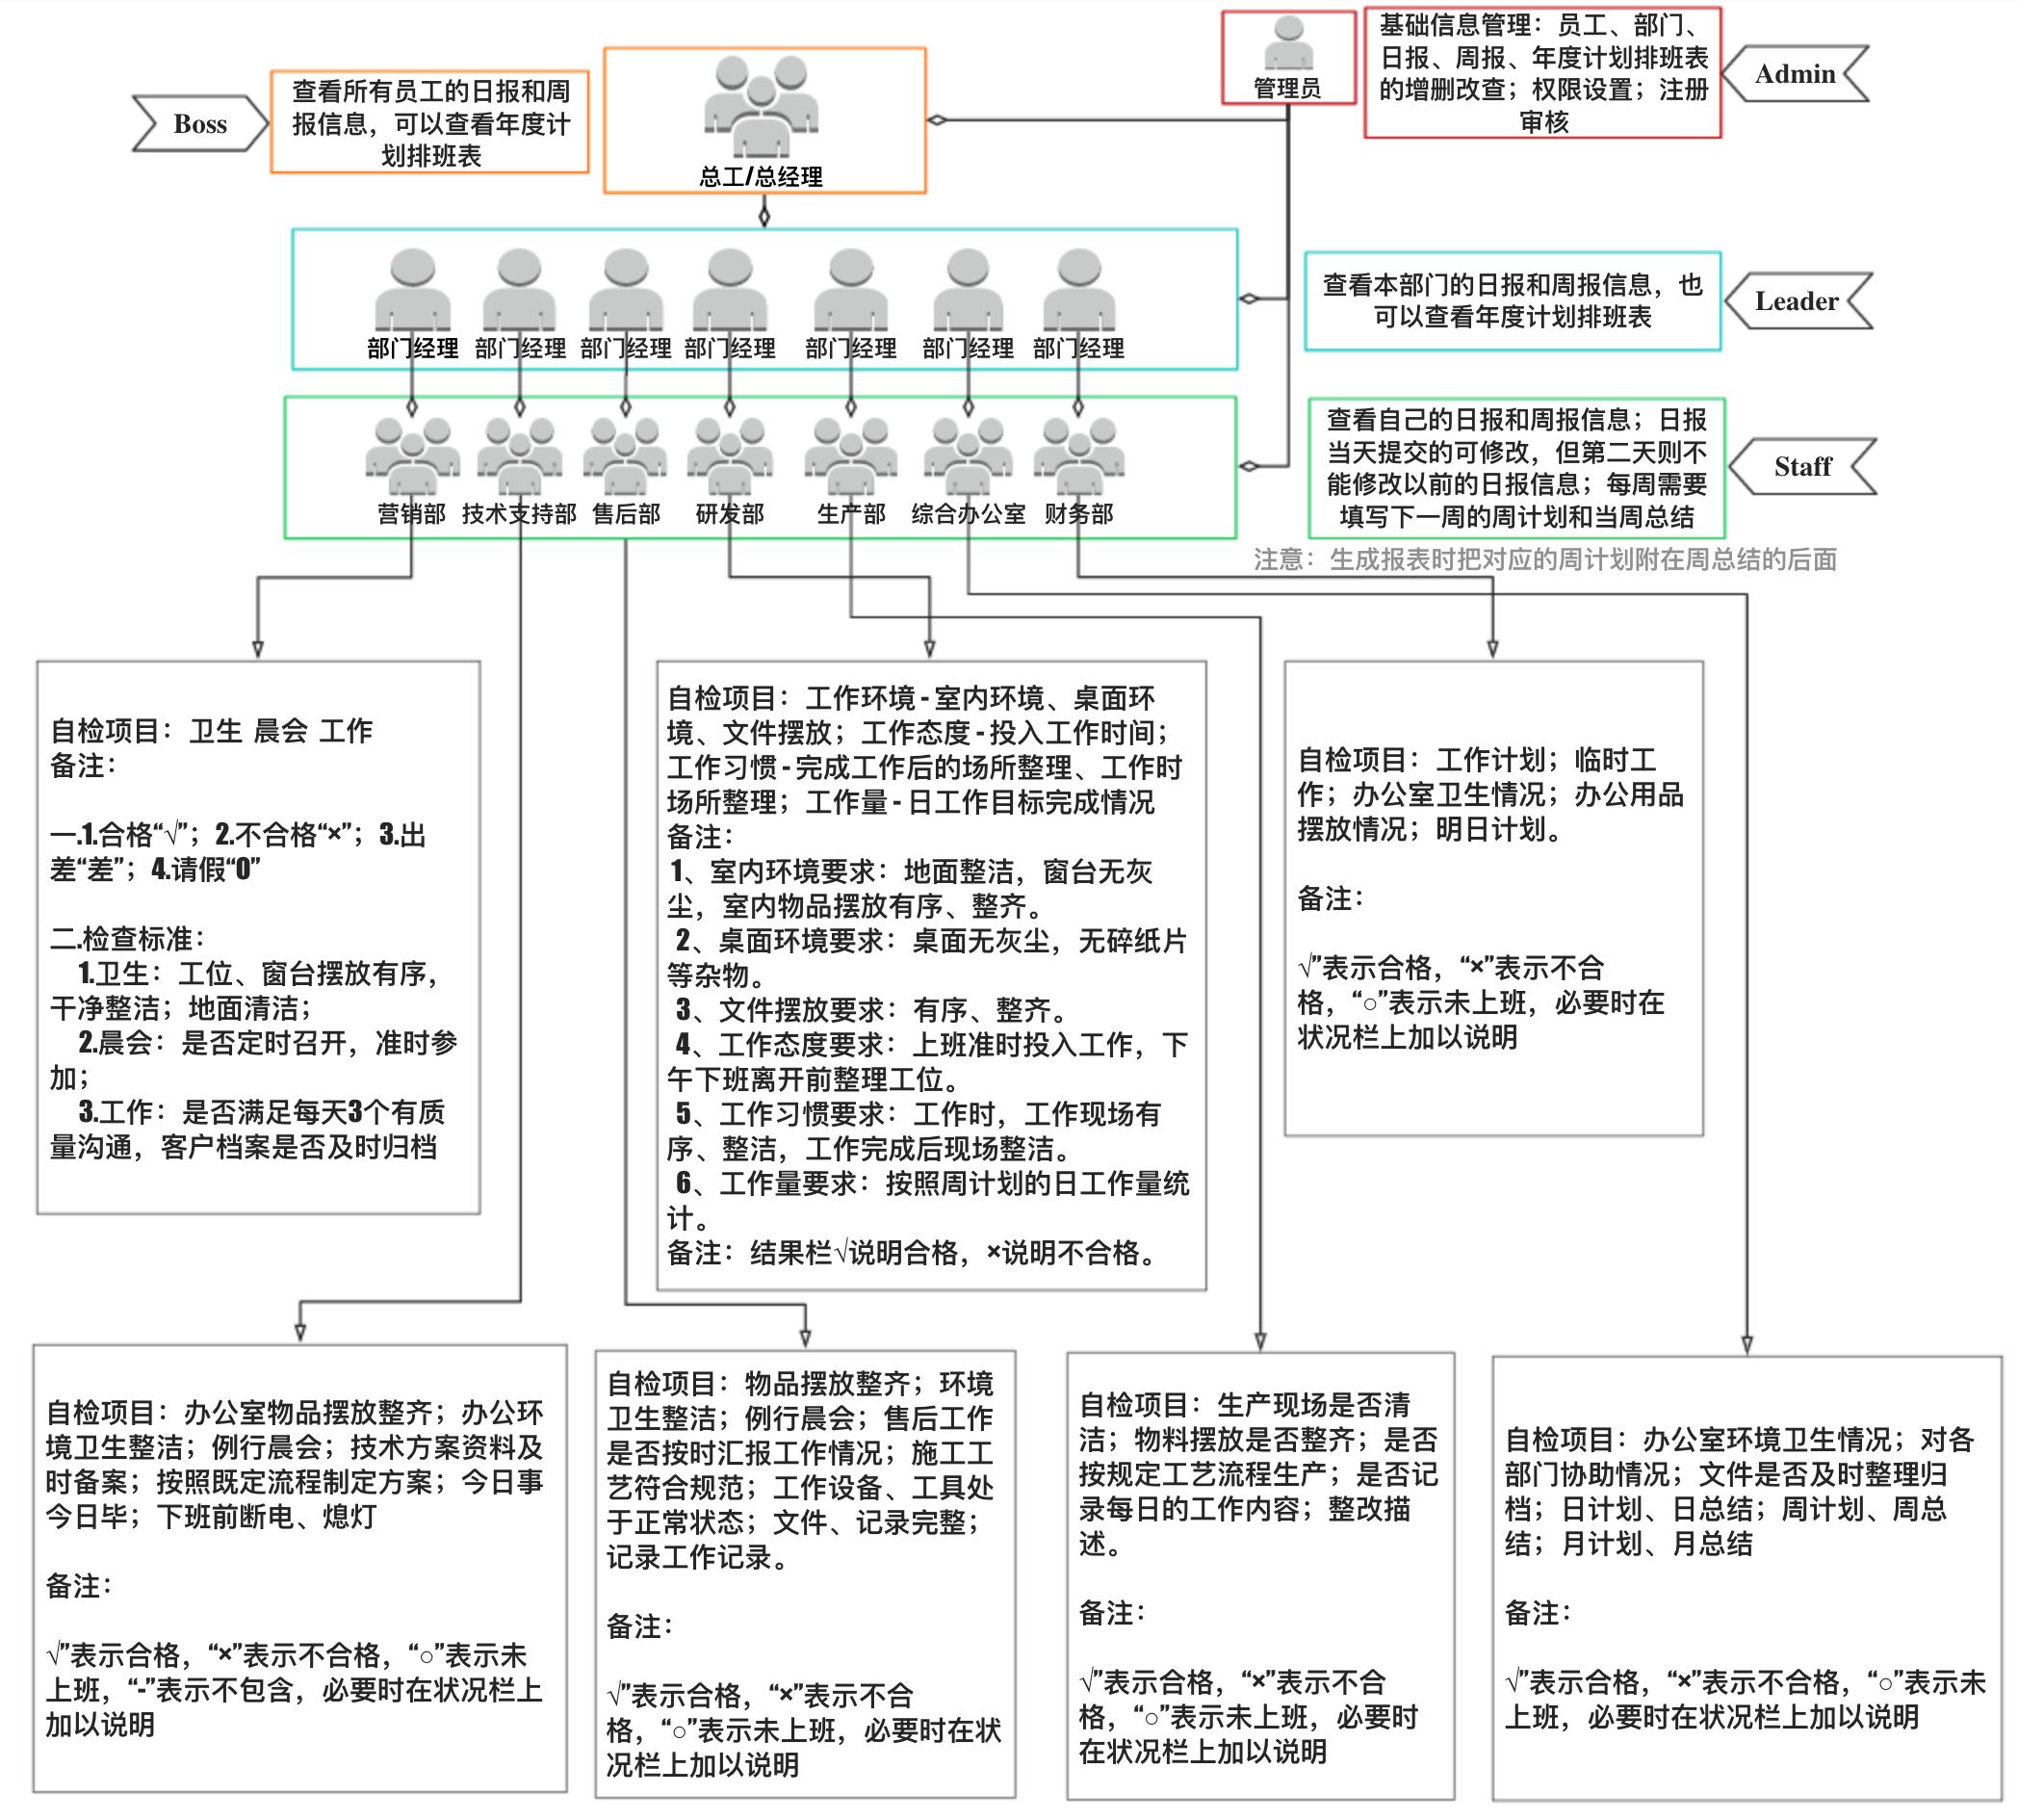 Boss
查看所有员工的日报和周
报信息，可以查看年度计
划排班表
总工/总经理
管理员
基础信息管理：员工、部门、
日报、周报、年度计划排班表
的增删改查；权限设置；注册
审核
Admin
部门经理
部门经理
部门经理
部门经理
部门经理
部门经理
部门经理
查看本部门的日报和周报信息，也
可以查看年度计划排班表
Leader
营销部
技术支持部
售后部
研发部
生产部
综合办公室
财务部
查看自己的日报和周报信息；日报
当天提交的可修改，但第二天则不
能修改以前的日报信息；每周需要
填写下一周的周计划和当周总结
Staff
注意：生成报表时把对应的周计划附在周总结的后面
自检项目：卫生 晨会 工作
备注：
一.1.合格“√”；2.不合格“×”；3.出
差“差”；4.请假“0”
二.检查标准：
1.卫生：工位、窗台摆放有序，
干净整洁；地面清洁；
2.晨会：是否定时召开，准时参
加；
3.工作：是否满足每天3个有质
量沟通，客户档案是否及时归档
自检项目：工作环境-室内环境、桌面环
境、文件摆放；工作态度-投入工作时间；
工作习惯-完成工作后的场所整理、工作时
场所整理；工作量-日工作目标完成情况
备注：
1、室内环境要求：地面整洁，窗台无灰
尘，室内物品摆放有序、整齐。
2、桌面环境要求：桌面无灰尘，无碎纸片
等杂物。
3、文件摆放要求：有序、整齐。
4、工作态度要求：上班准时投入工作，下
午下班离开前整理工位。
5、工作习惯要求：工作时，工作现场有
序、整洁，工作完成后现场整洁。
6、工作量要求：按照周计划的日工作量统
计。
备注：结果栏√说明合格，×说明不合格。
自检项目：工作计划；临时工
作；办公室卫生情况；办公用品
摆放情况；明日计划。
备注：
√”表示合格，“×”表示不合
格，“○”表示未上班，必要时在
状况栏上加以说明
自检项目：办公室物品摆放整齐；办公环
境卫生整洁；例行晨会；技术方案资料及
时备案；按照既定流程制定方案；今日事
今日毕；下班前断电、熄灯
备注：
√”表示合格，“×”表示不合格，“○”表示未
上班，“-”表示不包含，必要时在状况栏上
加以说明
自检项目：物品摆放整齐；环境
卫生整洁；例行晨会；售后工作
是否按时汇报工作情况；施工工
艺符合规范；工作设备、工具处
于正常状态；文件、记录完整；
记录工作记录。
备注：
√”表示合格，“×”表示不合
格，“○”表示未上班，必要时在状
况栏上加以说明
自检项目：生产现场是否清
洁；物料摆放是否整齐；是否
按规定工艺流程生产；是否记
录每日的工作内容；整改描
述。
备注：
√”表示合格，“×”表示不合
格，“○”表示未上班，必要时
在状况栏上加以说明
自检项目：办公室环境卫生情况；对各
部门协助情况；文件是否及时整理归
档；日计划、日总结；周计划、周总
结；月计划、月总结
备注：
√”表示合格，“×”表示不合格，“○”表示未
上班，必要时在状况栏上加以说明